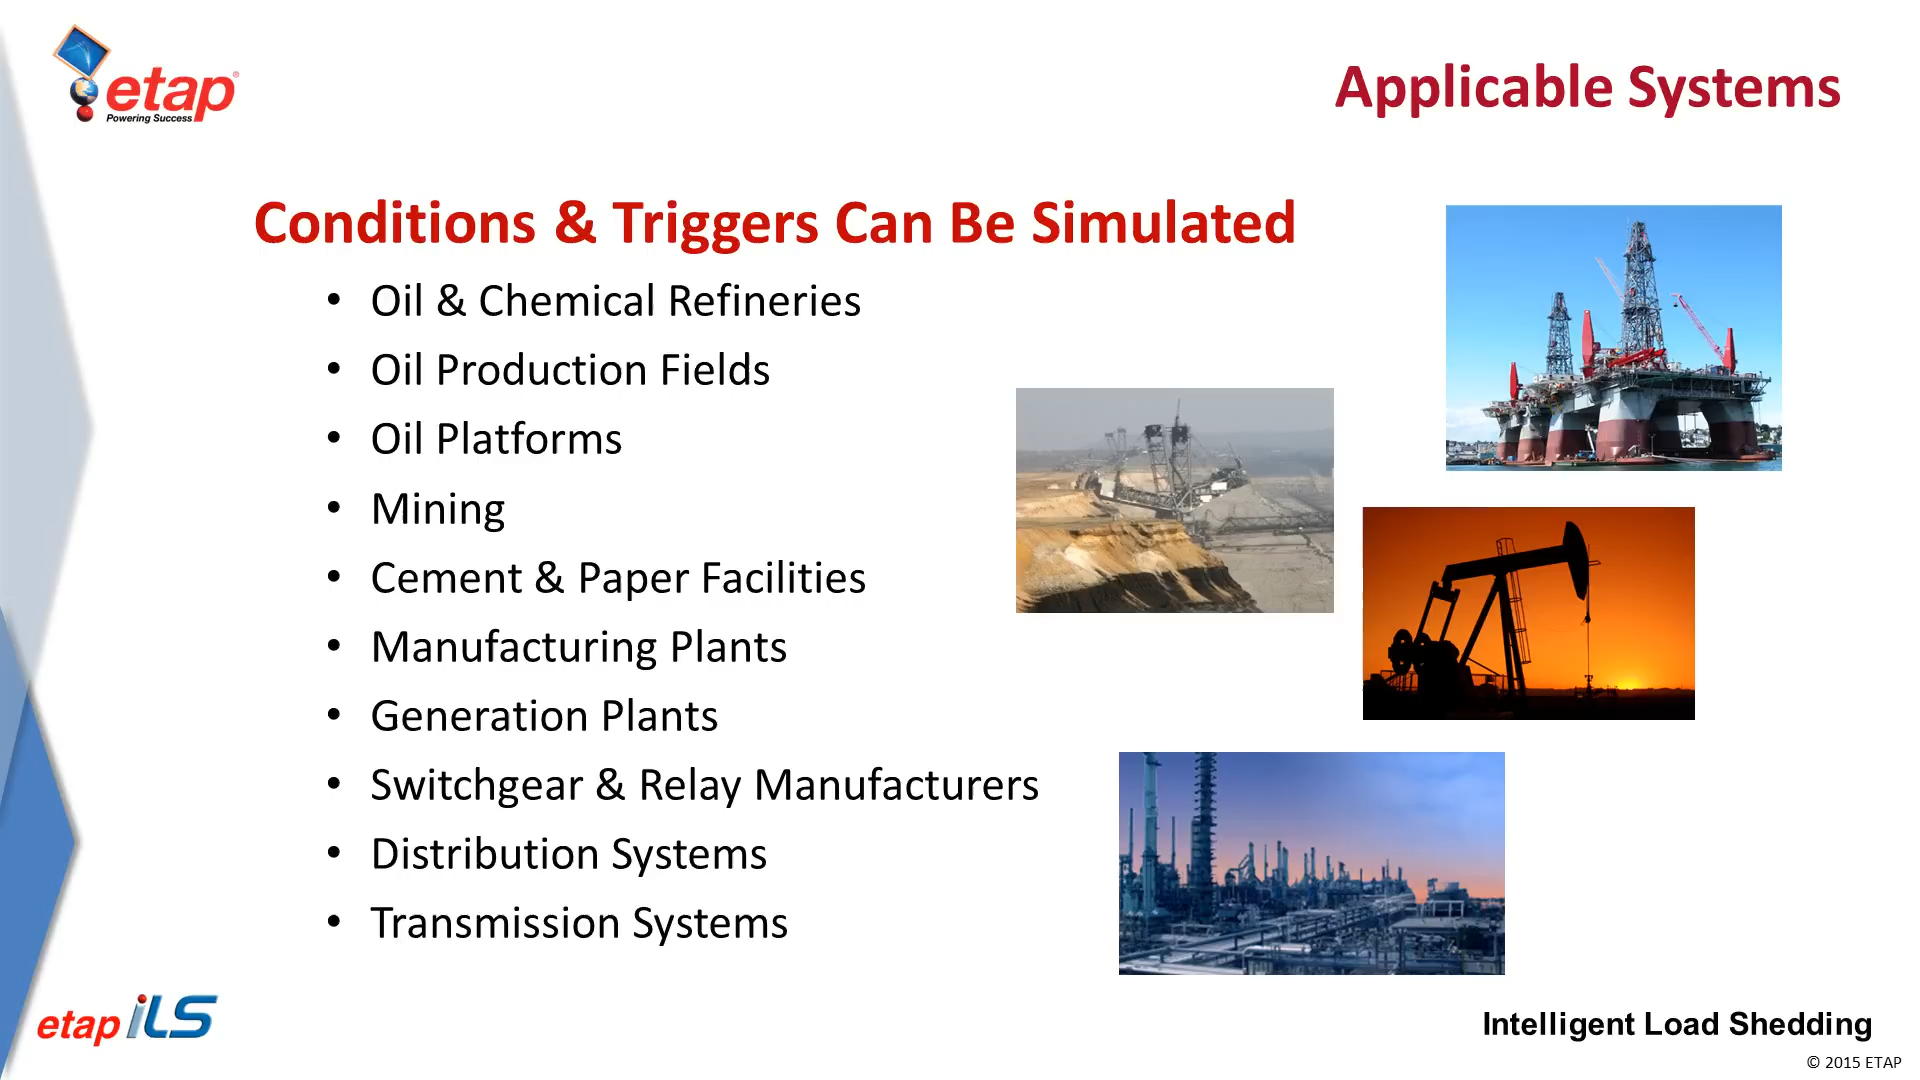 etap®
Powering Success
Applicable Systems
Conditions & Triggers Can Be Simulated
• Oil & Chemical Refineries
• Oil Production Fields
• Oil Platforms
• Mining
• Cement & Paper Facilities
• Manufacturing Plants
• Generation Plants
• Switchgear & Relay Manufacturers
• Distribution Systems
• Transmission Systems
etap iLS
Intelligent Load Shedding
© 2015 ETAP